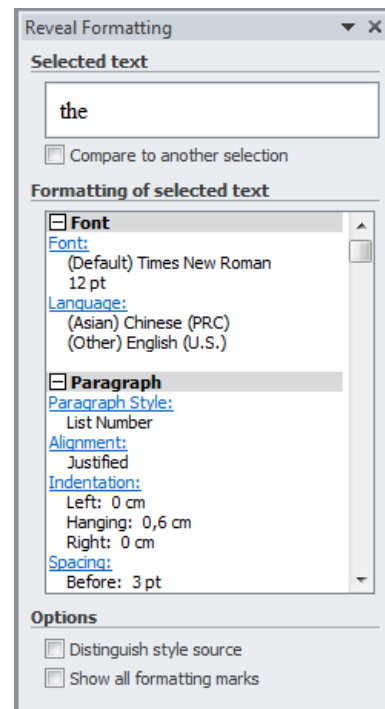 Reveal Formatting
Selected text
the
Compare to another selection
Formatting of selected text
Font
Font:
(Default) Times New Roman
12 pt
Language:
(Asian) Chinese (PRC)
(Other) English (U.S.)
Paragraph
Paragraph Style:
List Number
Alignment:
Justified
Indentation:
Left: 0 cm
Hanging: 0,6 cm
Right: 0 cm
Spacing:
Before: 3 pt
Options
Distinguish style source
Show all formatting marks